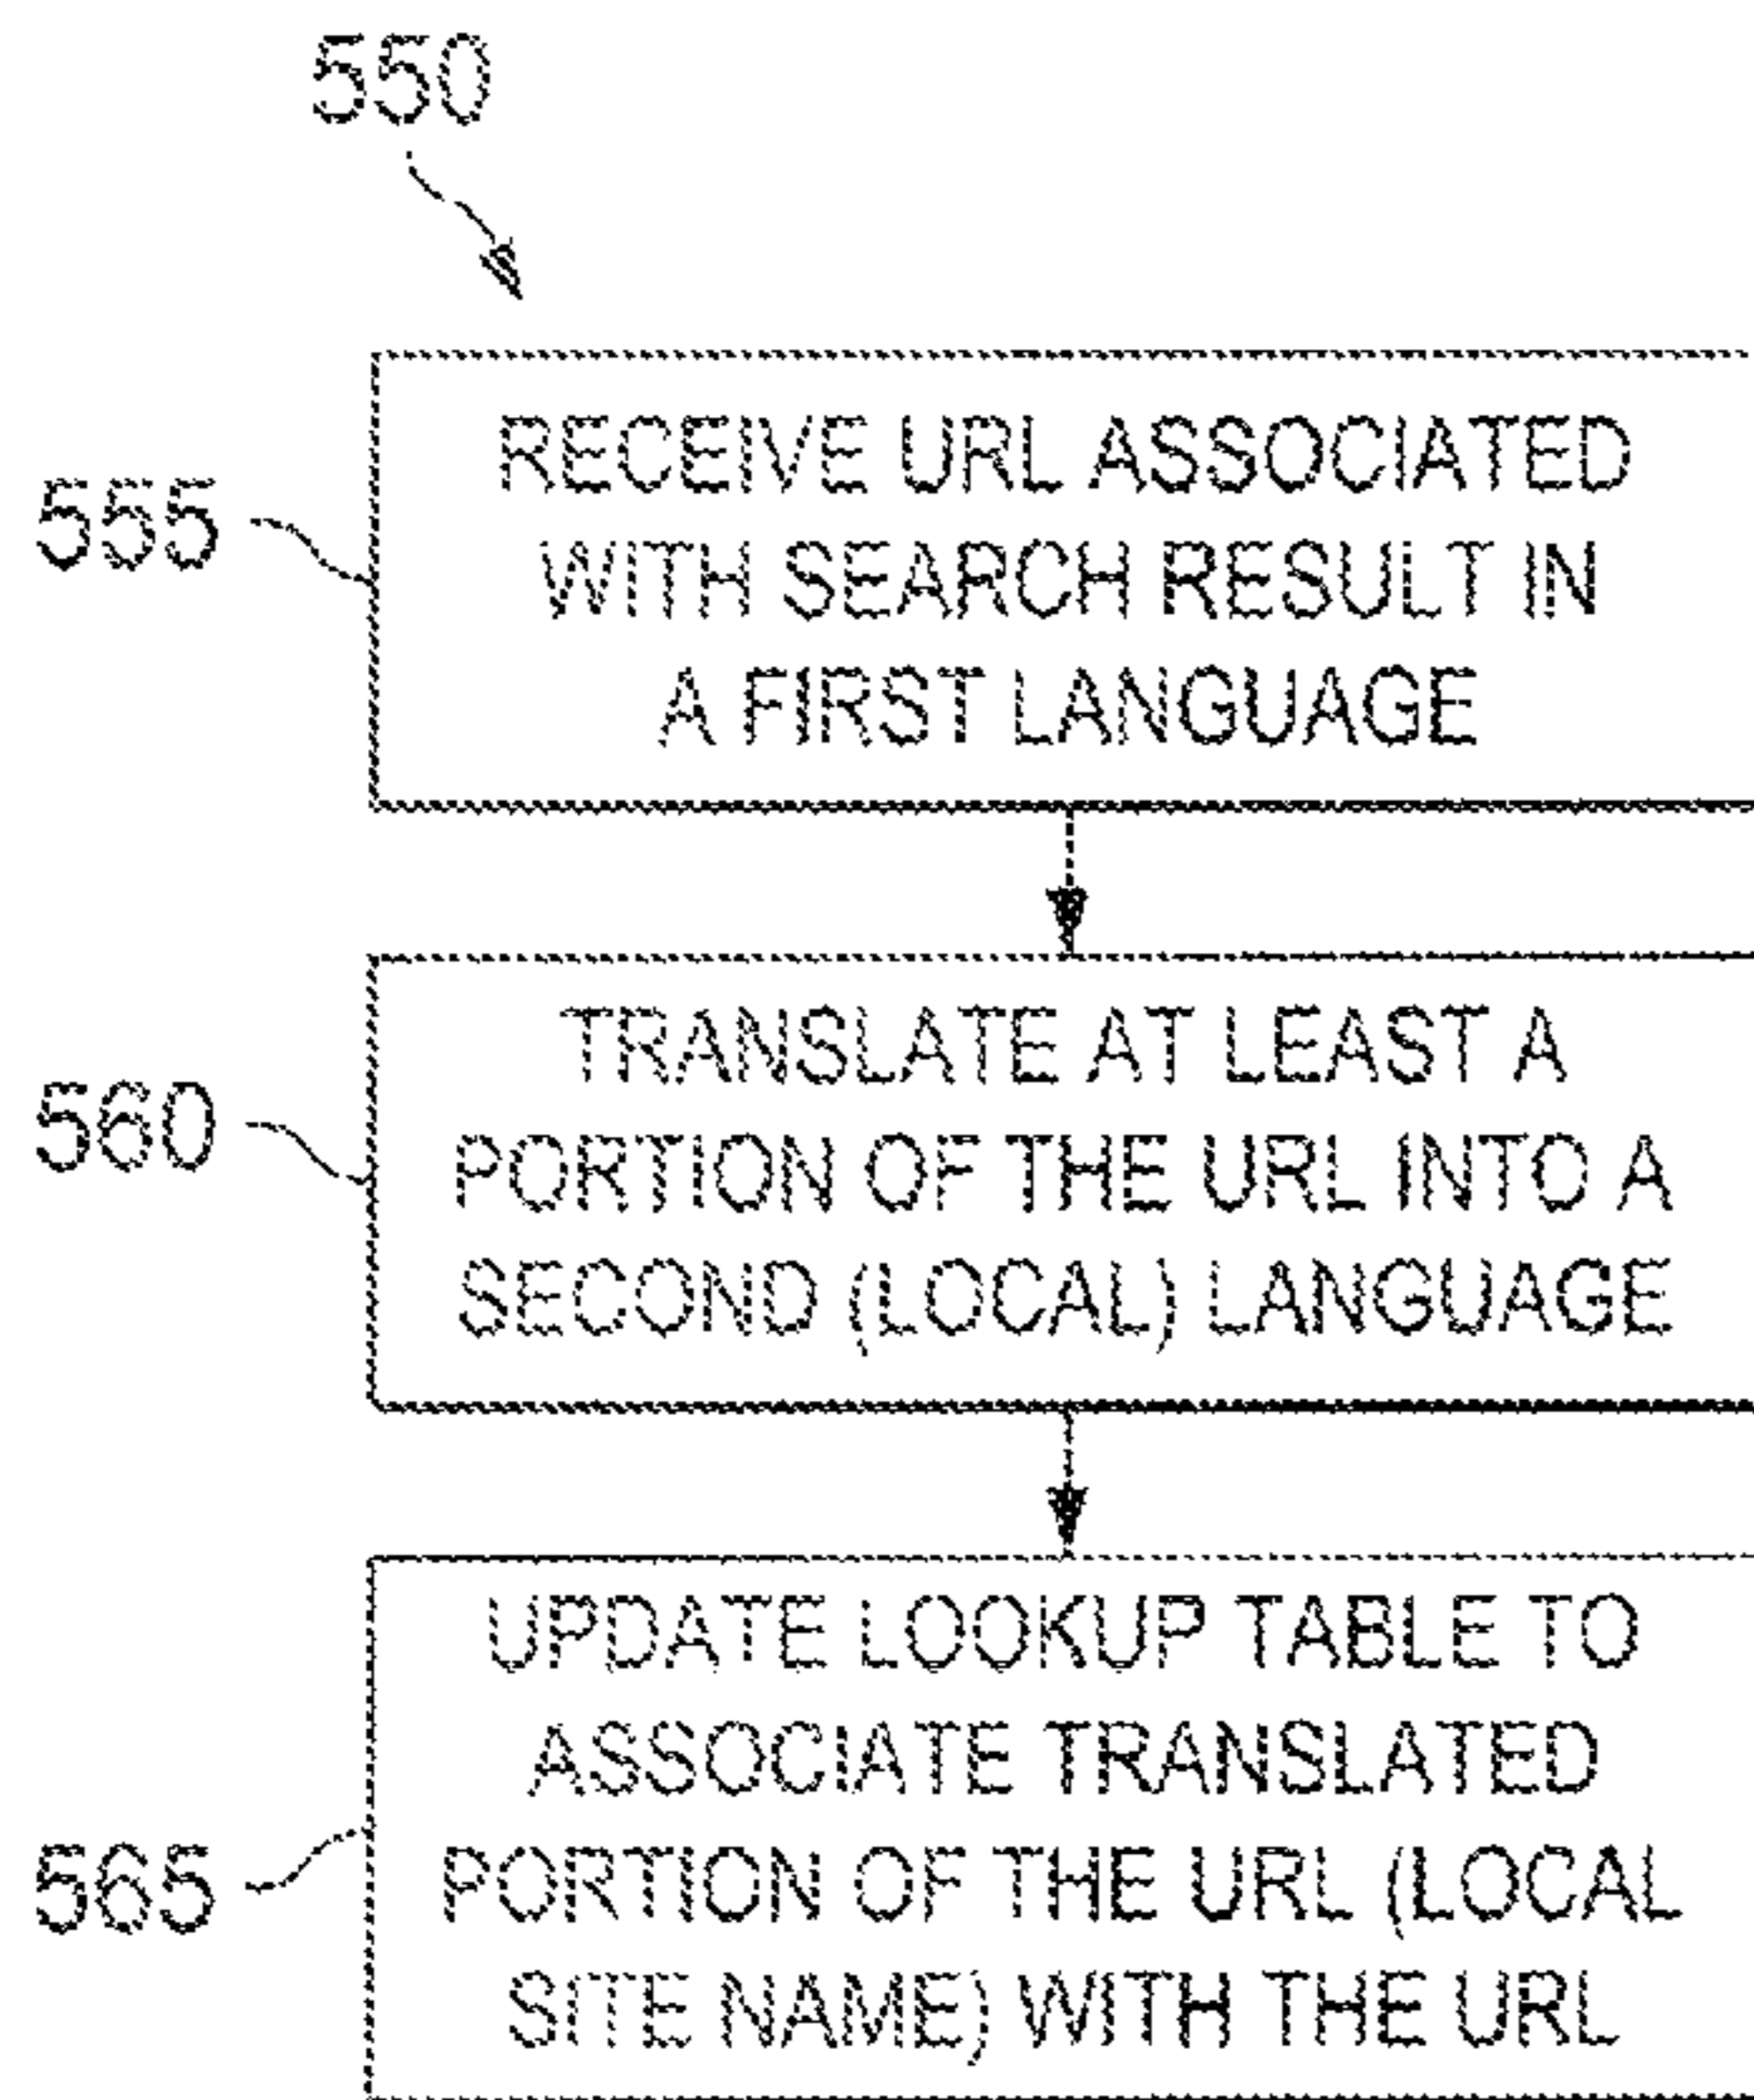 550
555
RECEIVE URL ASSOCIATED
WITH SEARCH RESULT IN
A FIRST LANGUAGE
560
TRANSLATE AT LEAST A
PORTION OF THE URL INTO A
SECOND (LOCAL) LANGUAGE
565
UPDATE LOOKUP TABLE TO
ASSOCIATE TRANSLATED
PORTION OF THE URL (LOCAL
SITE NAME) WITH THE URL